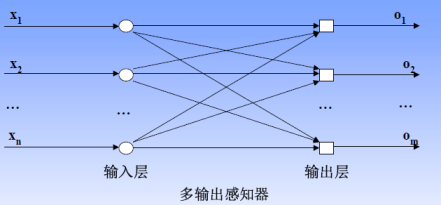 x1 o1
x2 o2
… … … …
xn om
输入层 输出层
多输出感知器